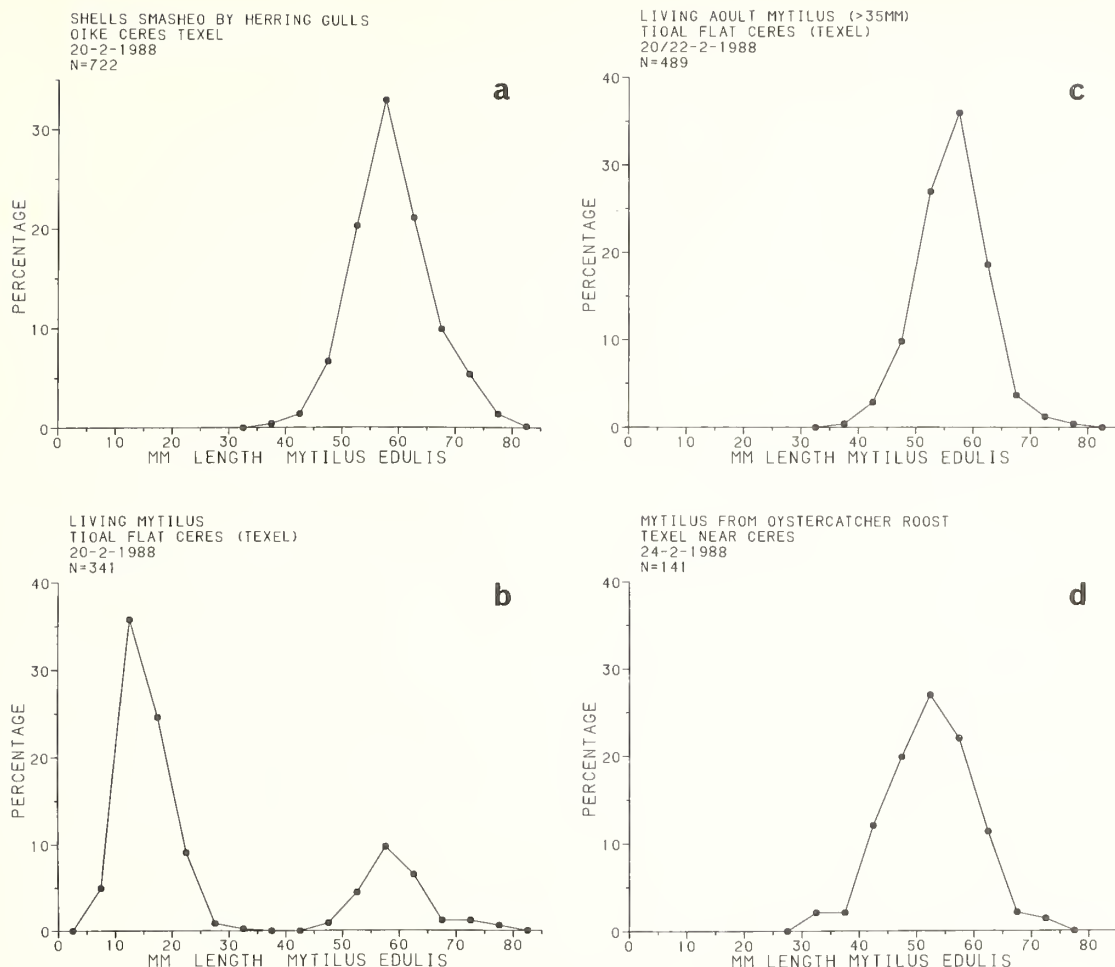 SHELLS SMASHEO BY HERRING GULLS
OIKE CERES TEXEL
20-2-1988
N=722
a
30
20
10
0
PERCENTAGE
0 10 20 30 40 50 60 70 80
MM LENGTH MYTILUS EDULIS
LIVING AOULT MYTILUS (>35MM)
TIOAL FLAT CERES (TEXEL)
20/22-2-1988
N=489
c
40
30
20
10
0
PERCENTAGE
0 10 20 30 40 50 60 70 80
MM LENGTH MYTILUS EDULIS
LIVING MYTILUS
TIOAL FLAT CERES (TEXEL)
20-2-1988
N=341
b
40
30
20
10
0
PERCENTAGE
0 10 20 30 40 50 60 70 80
MM LENGTH MYTILUS EDULIS
MYTILUS FROM OYSTERCATCHER ROOST
TEXEL NEAR CERES
24-2-1988
N=141
d
40
30
20
10
0
PERCENTAGE
0 10 20 30 40 50 60 70 80
MM LENGTH MYTILUS EDULIS